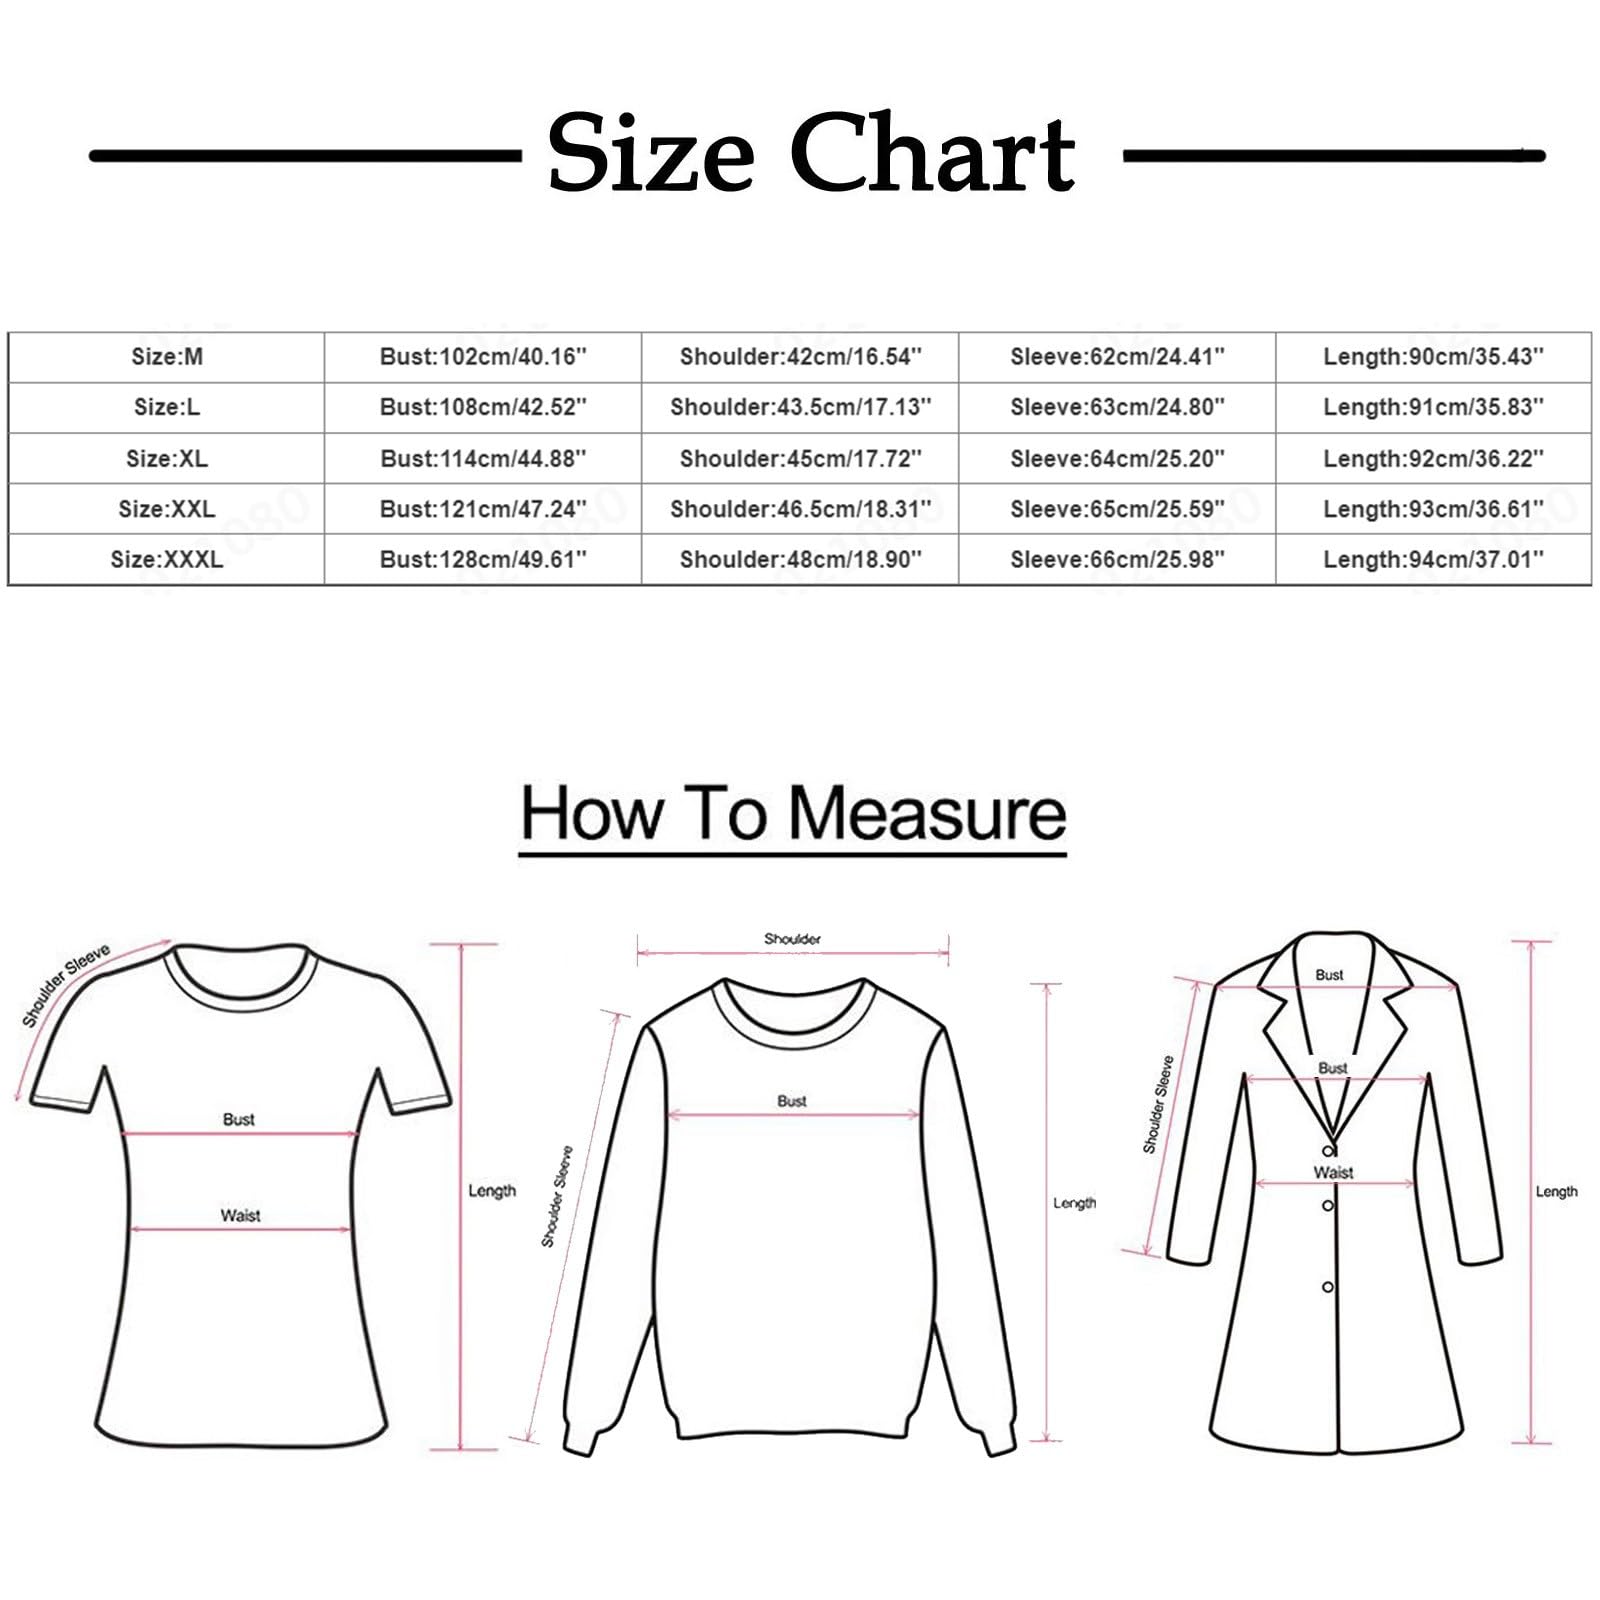 Size Chart
Size:M Bust:102cm/40.16'' Shoulder:42cm/16.54'' Sleeve:62cm/24.41'' Length:90cm/35.43''
Size:L Bust:108cm/42.52'' Shoulder:43.5cm/17.13'' Sleeve:63cm/24.80'' Length:91cm/35.83''
Size:XL Bust:114cm/44.88'' Shoulder:45cm/17.72'' Sleeve:64cm/25.20'' Length:92cm/36.22''
Size:XXL Bust:121cm/47.24'' Shoulder:46.5cm/18.31'' Sleeve:65cm/25.59'' Length:93cm/36.61''
Size:XXXL Bust:128cm/49.61'' Shoulder:48cm/18.90'' Sleeve:66cm/25.98'' Length:94cm/37.01''
How To Measure
Shoulder Sleeve
Bust
Waist
Length
Shoulder
Shoulder Sleeve
Bust
Length
Bust
Shoulder Sleeve
Bust
Waist
Length